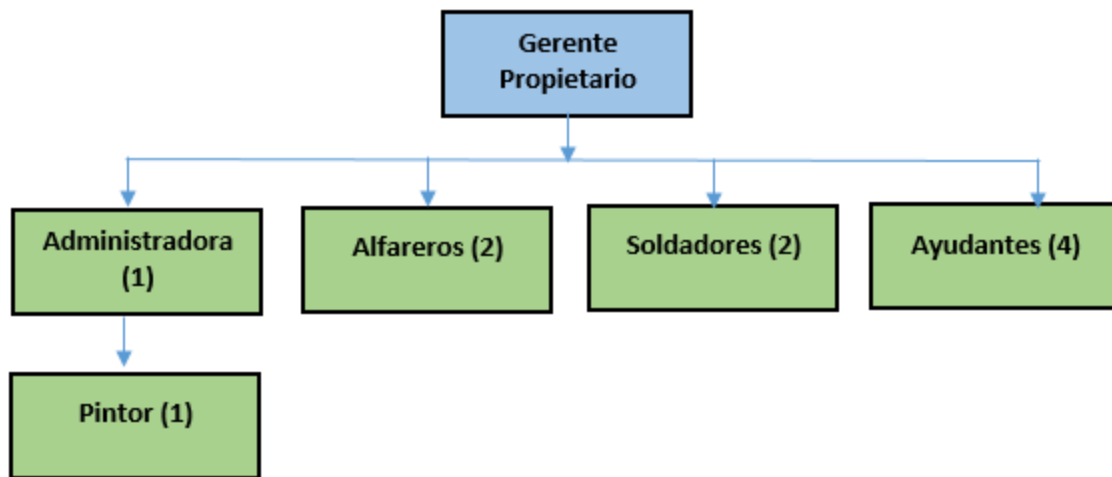 Gerente
Propietario
Administradora
(1)
Alfareros (2)
Soldadores (2)
Ayudantes (4)
Pintor (1)